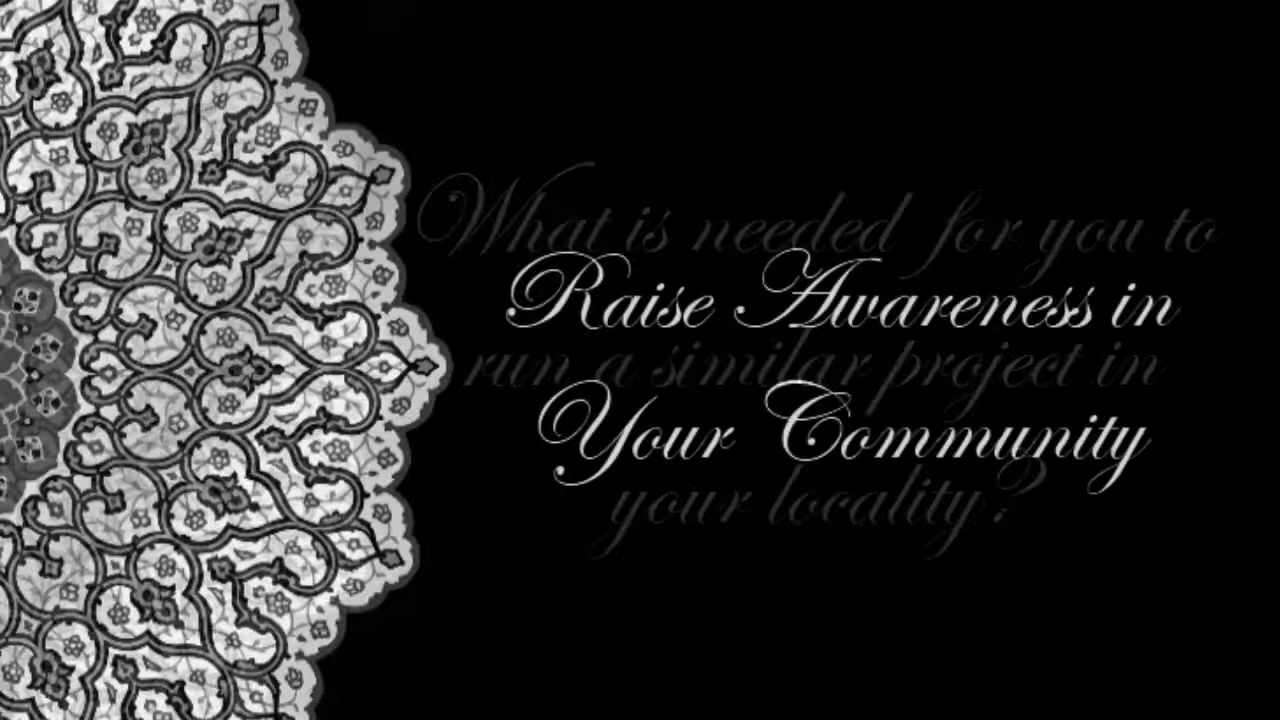 What is needed for you to
Raise Awareness in
run a similar project in
Your Community
your locality?